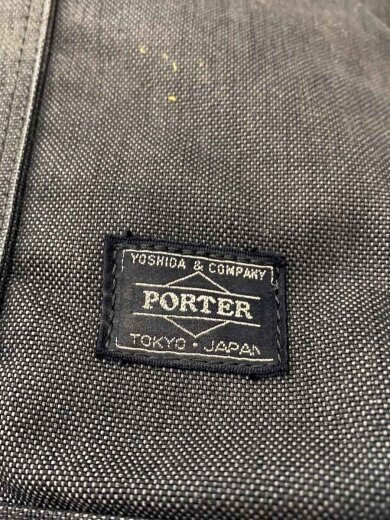 YOSHIDA & COMPANY
PORTER
TOKYO · JAPAN